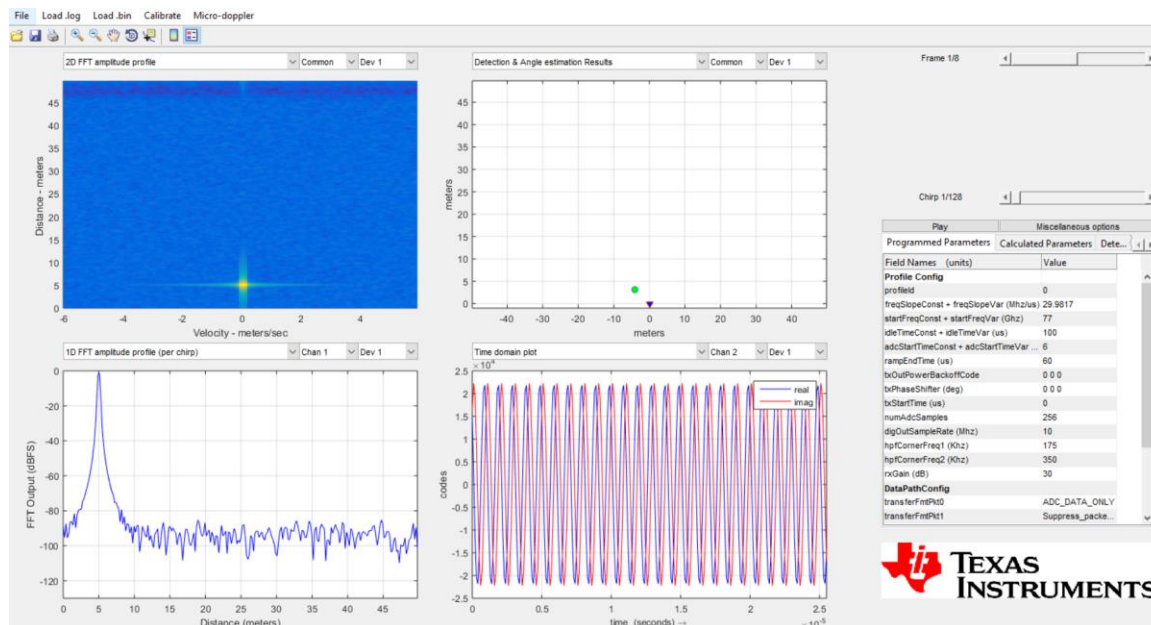 File Load .log Load .bin Calibrate Micro-doppler
2D FFT amplitude profile Common Dev 1
Distance - meters
45
40
35
30
25
20
15
10
5
0
-6 -4 -2 0 2 4
Velocity - meters/sec
Detection & Angle estimation Results Common Dev 1
meters
45
40
35
30
25
20
15
10
5
0
-40 -30 -20 -10 0 10 20 30 40
meters
1D FFT amplitude profile (per chirp) Chan 1 Dev 1
FFT Output (dBFS)
0
-20
-40
-60
-80
-100
-120
0 5 10 15 20 25 30 35 40 45
Distance (meters)
Time domain plot Chan 2 Dev 1
×10⁴
codes
2.5
2
1.5
1
0.5
0
-0.5
-1
-1.5
-2
-2.5
real
imag
0 0.5 1 1.5 2 2.5
time (seconds) →
×10⁻⁵
Frame 1/8
Chirp 1/128
Play Miscellaneous options
Programmed Parameters Calculated Parameters Dete...
Field Names (units) Value
Profile Config
profileId 0
freqSlopeConst + freqSlopeVar (Mhz/us) 29.9817
startFreqConst + startFreqVar (Ghz) 77
idleTimeConst + idleTimeVar (us) 100
adcStartTimeConst + adcStartTimeVar ... 6
rampEndTime (us) 60
txOutPowerBackoffCode 0 0 0
txPhaseShifter (deg) 0 0 0
txStartTime (us) 0
numAdcSamples 256
digOutSampleRate (Mhz) 10
hpfCornerFreq1 (Khz) 175
hpfCornerFreq2 (Khz) 350
rxGain (dB) 30
DataPathConfig
transferFmtPkt0 ADC_DATA_ONLY
transferFmtPkt1 Suppress_packe...
TEXAS
INSTRUMENTS